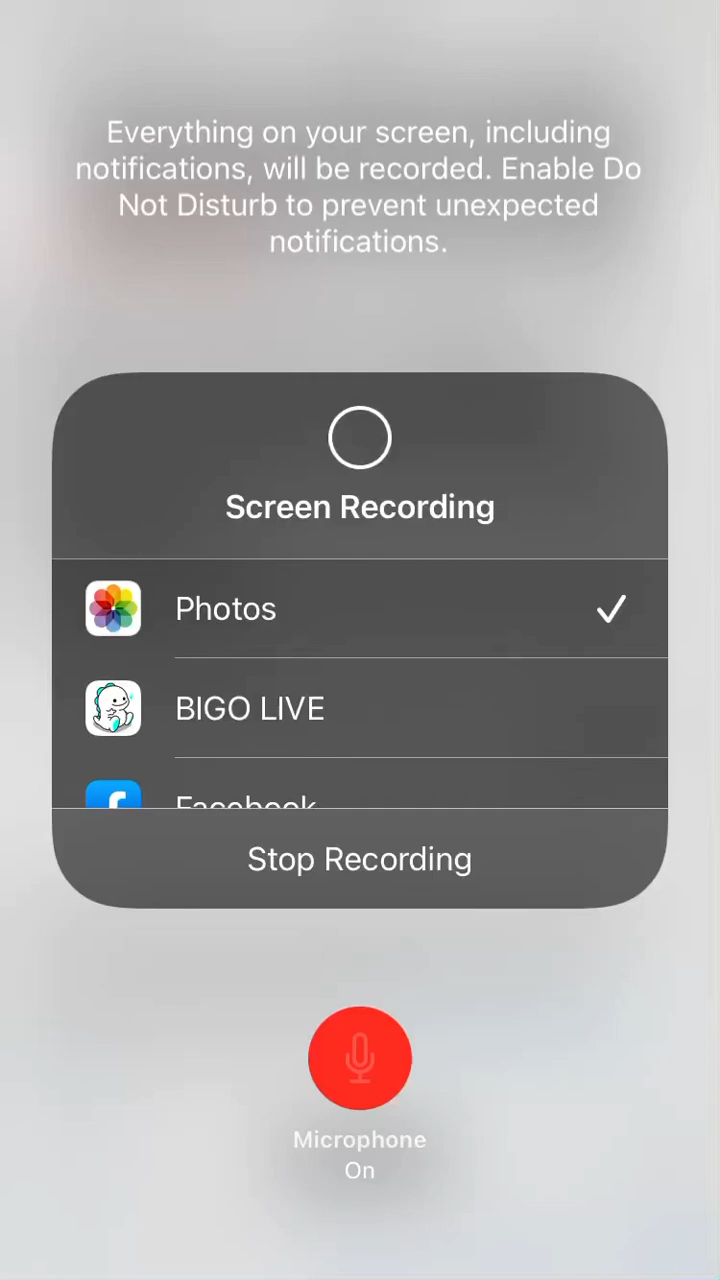 Everything on your screen, including
notifications, will be recorded. Enable Do
Not Disturb to prevent unexpected
notifications.
Screen Recording
Photos
BIGO LIVE
Facebook
Stop Recording
Microphone
On